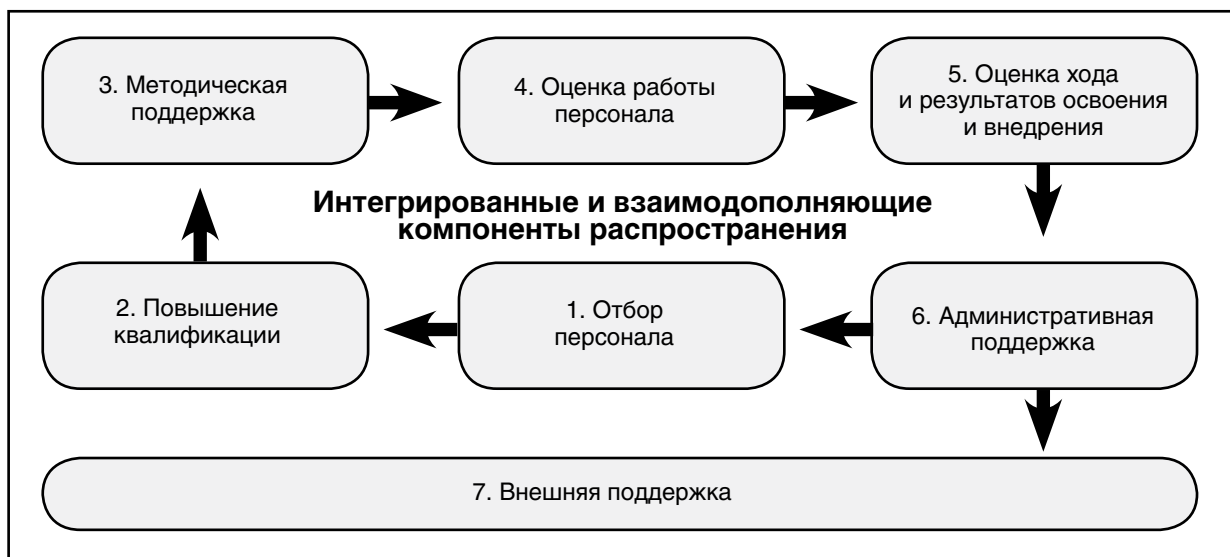 3. Методическая
поддержка
4. Оценка работы
персонала
5. Оценка хода
и результатов освоения
и внедрения
Интегрированные и взаимодополняющие
компоненты распространения
2. Повышение
квалификации
1. Отбор
персонала
6. Административная
поддержка
7. Внешняя поддержка